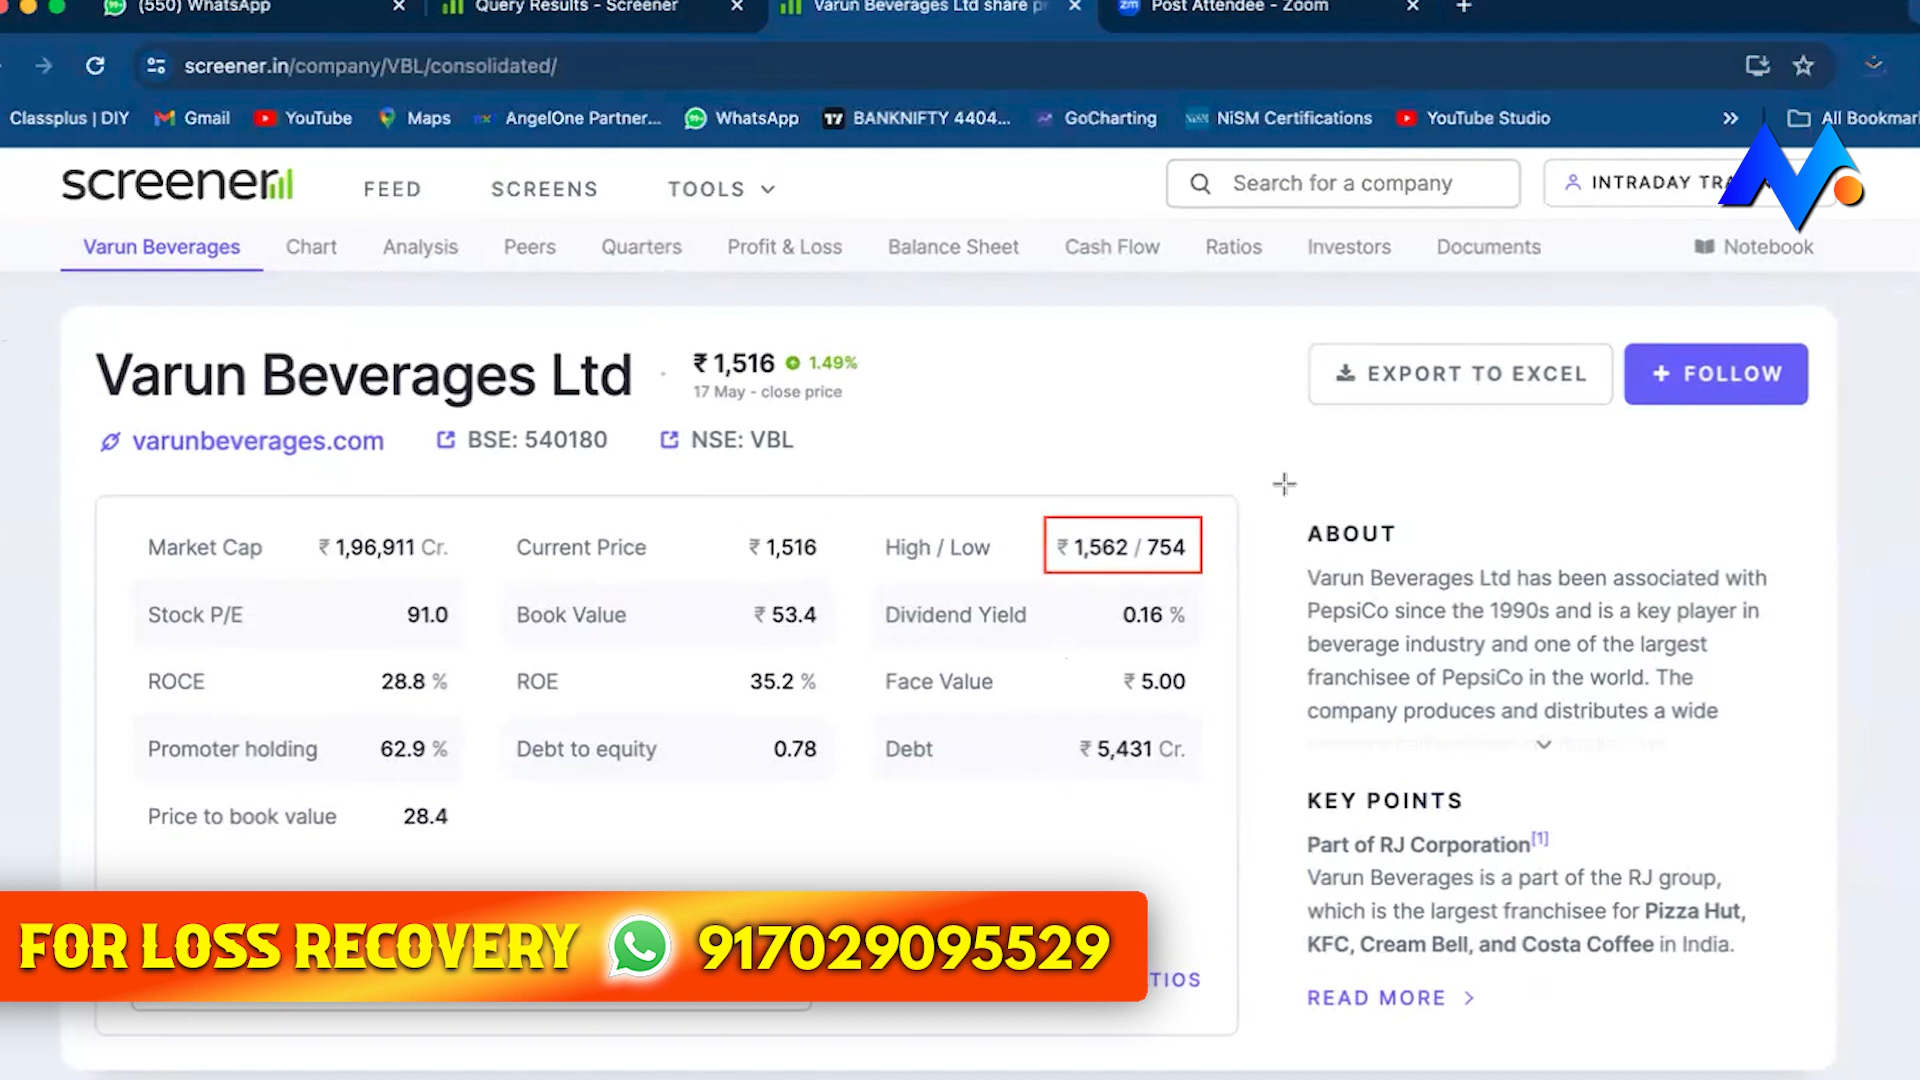 (550) WhatsApp
Query Results - Screener
Varun Beverages Ltd share pr
Post Attendee - Zoom
screener.in/company/VBL/consolidated/
Classplus | DIY
Gmail
YouTube
Maps
AngelOne Partner...
WhatsApp
BANKNIFTY 4404...
GoCharting
NiSM Certifications
YouTube Studio
»
All Bookmar
screener
FEED
SCREENS
TOOLS
Search for a company
INTRADAY TRA
Varun Beverages
Chart
Analysis
Peers
Quarters
Profit & Loss
Balance Sheet
Cash Flow
Ratios
Investors
Documents
Notebook
Varun Beverages Ltd
₹ 1,516 1.49%
17 May - close price
EXPORT TO EXCEL
+ FOLLOW
varunbeverages.com
BSE: 540180
NSE: VBL
Market Cap ₹ 1,96,911 Cr.
Current Price ₹ 1,516
High / Low ₹ 1,562 / 754
Stock P/E 91.0
Book Value ₹ 53.4
Dividend Yield 0.16 %
ROCE 28.8 %
ROE 35.2 %
Face Value ₹ 5.00
Promoter holding 62.9 %
Debt to equity 0.78
Debt ₹ 5,431 Cr.
Price to book value 28.4
ABOUT
Varun Beverages Ltd has been associated with
PepsiCo since the 1990s and is a key player in
beverage industry and one of the largest
franchisee of PepsiCo in the world. The
company produces and distributes a wide
KEY POINTS
Part of RJ Corporation[1]
Varun Beverages is a part of the RJ group,
which is the largest franchisee for Pizza Hut,
KFC, Cream Bell, and Costa Coffee in India.
READ MORE
FOR LOSS RECOVERY 917029095529
TIOS